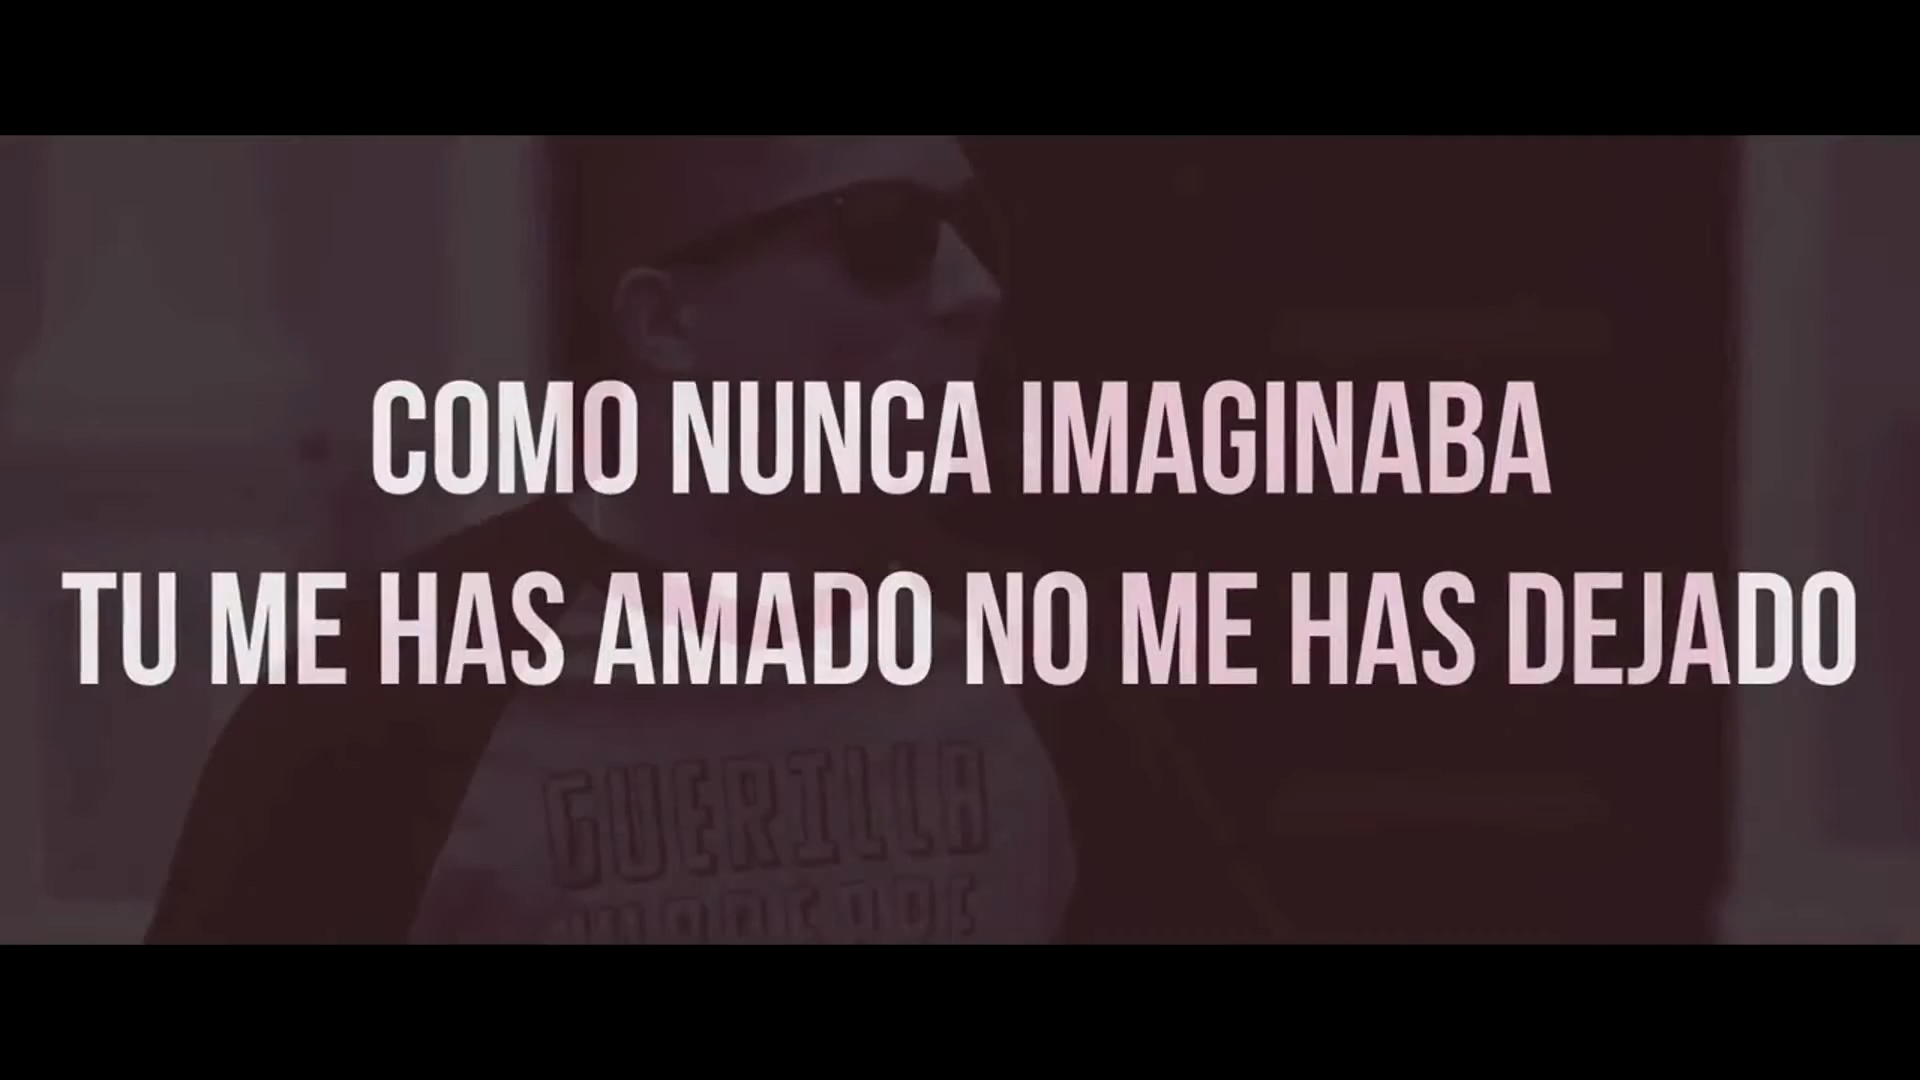 COMO NUNCA IMAGINABA
TU ME HAS AMADO NO ME HAS DEJADO
GUERILLA